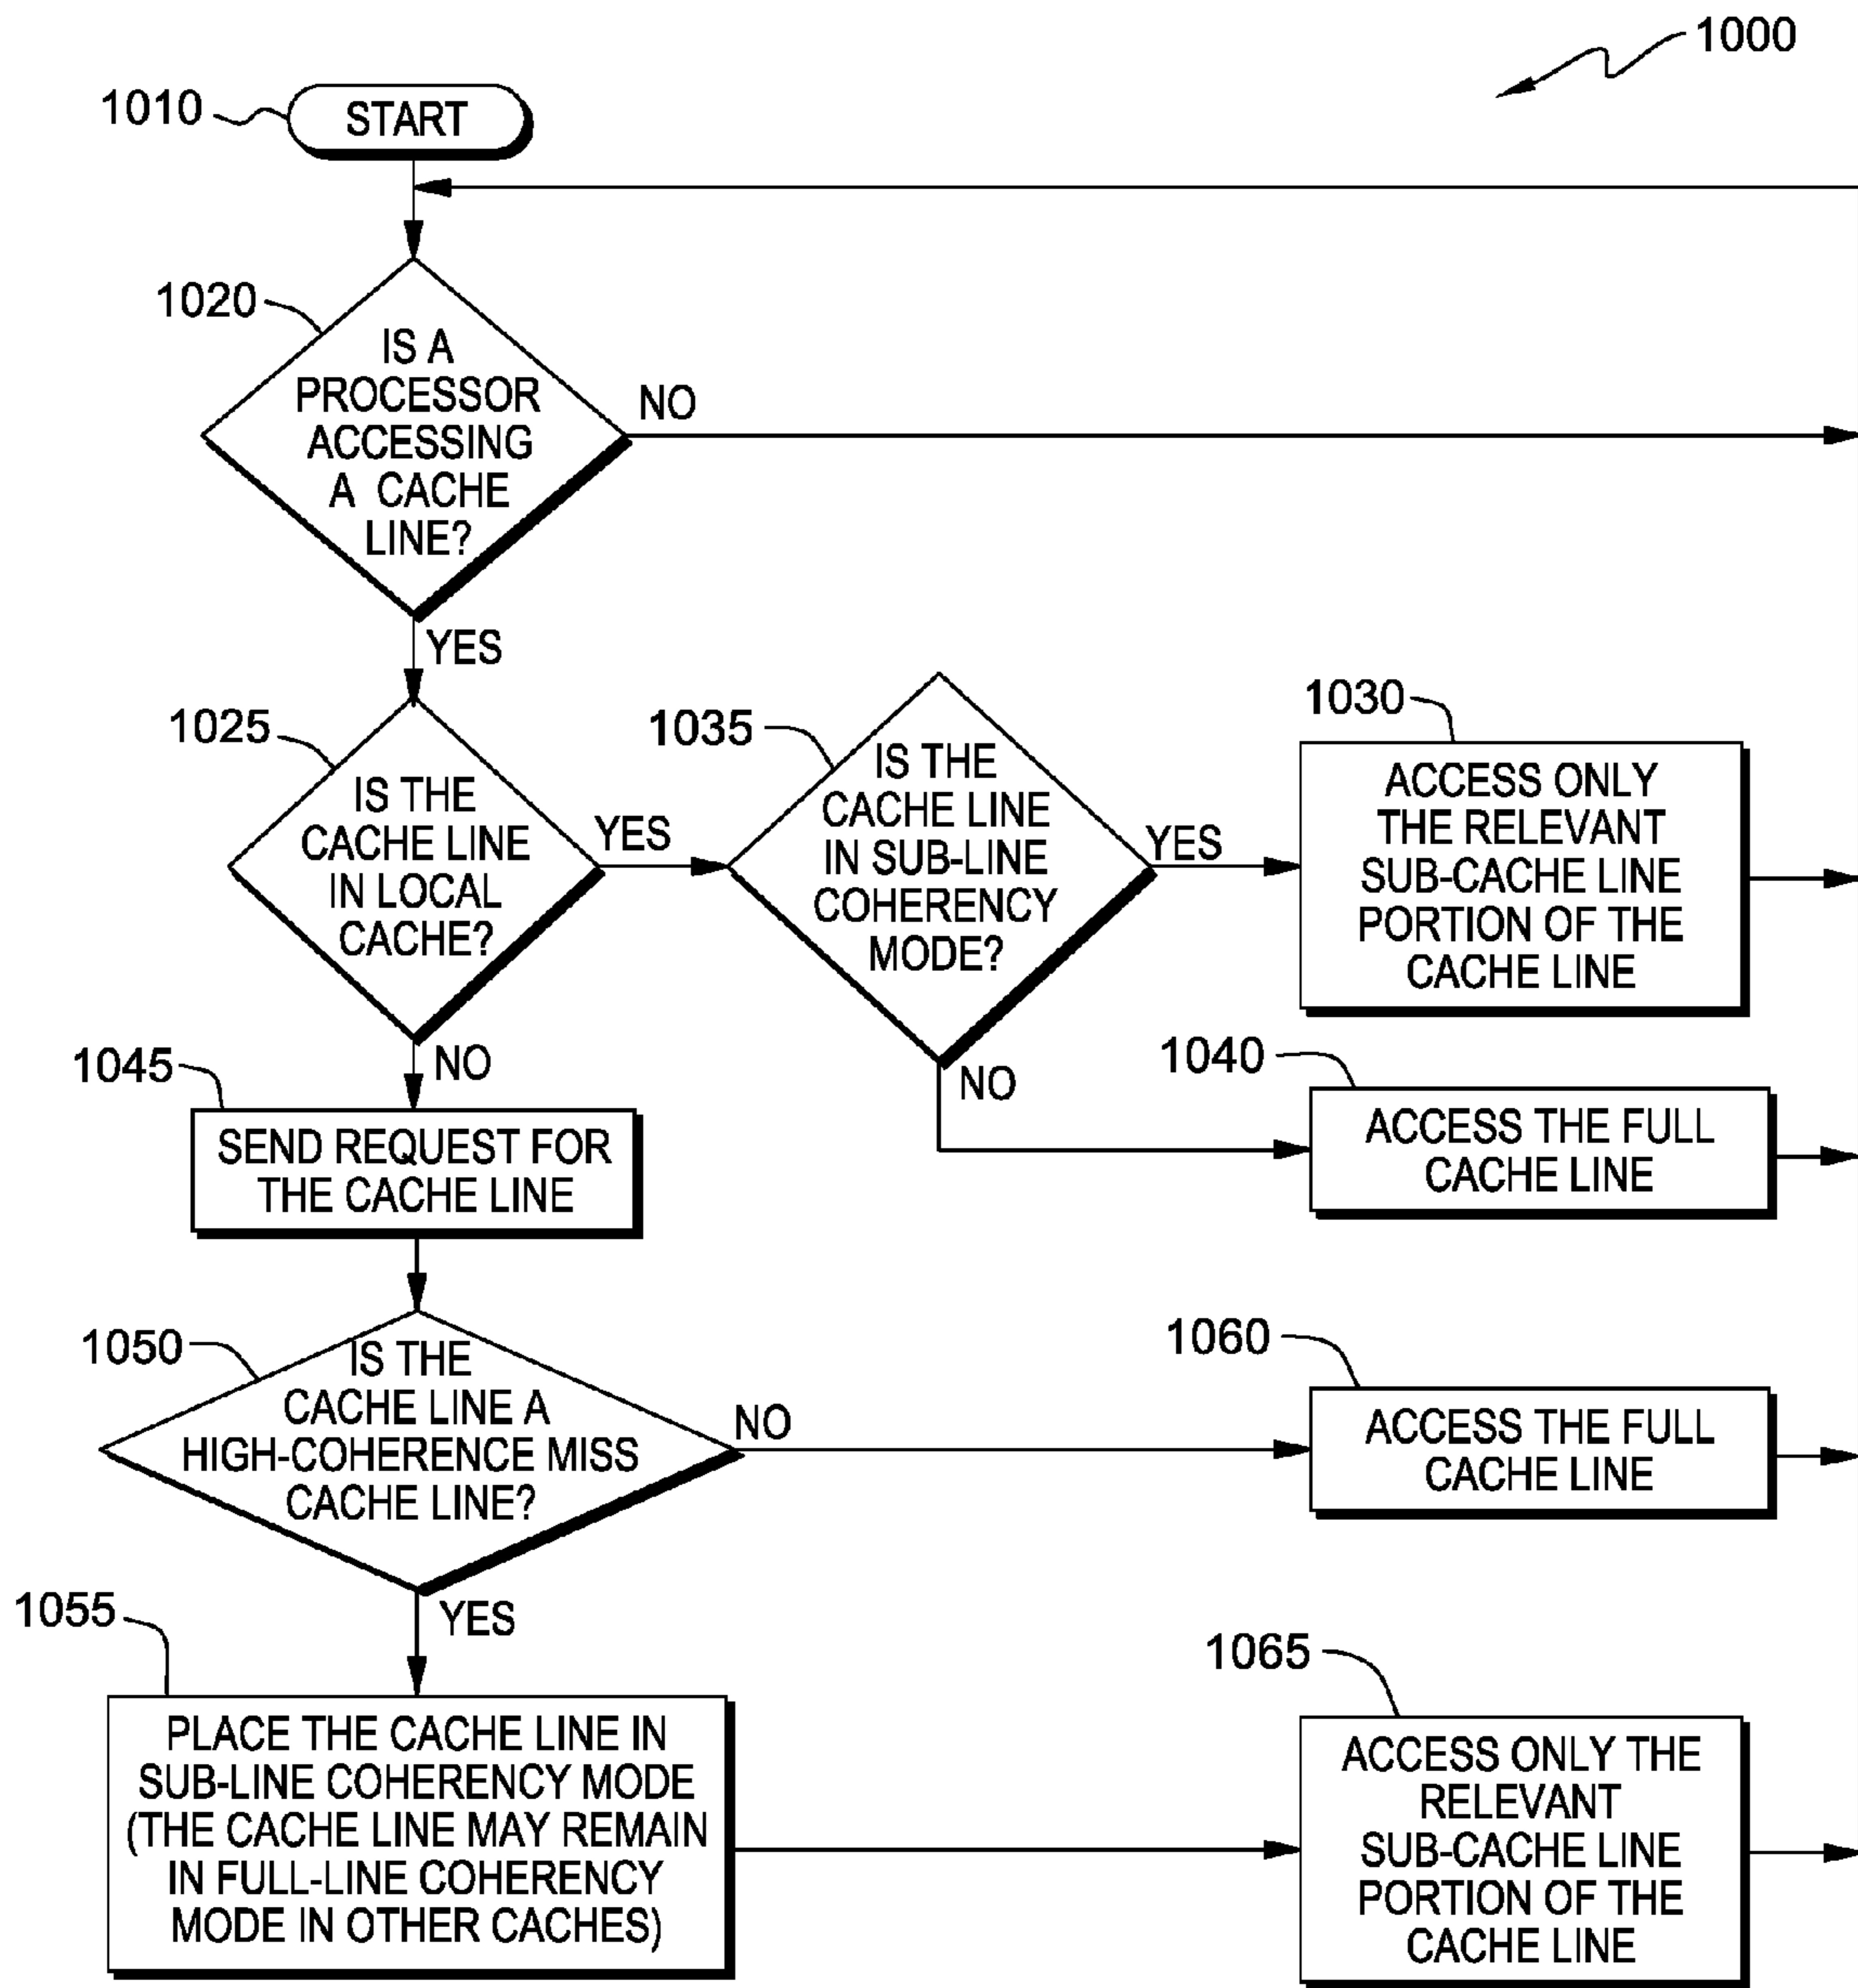 1000
1010
START
1020
IS A
PROCESSOR
ACCESSING
A CACHE
LINE?
NO
YES
1025
IS THE
CACHE LINE
IN LOCAL
CACHE?
YES
1035
IS THE
CACHE LINE
IN SUB-LINE
COHERENCY
MODE?
YES
1030
ACCESS ONLY
THE RELEVANT
SUB-CACHE LINE
PORTION OF THE
CACHE LINE
NO
1040
ACCESS THE FULL
CACHE LINE
NO
1045
SEND REQUEST FOR
THE CACHE LINE
1050
IS THE
CACHE LINE A
HIGH-COHERENCE MISS
CACHE LINE?
NO
1060
ACCESS THE FULL
CACHE LINE
YES
1055
PLACE THE CACHE LINE IN
SUB-LINE COHERENCY MODE
(THE CACHE LINE MAY REMAIN
IN FULL-LINE COHERENCY
MODE IN OTHER CACHES)
1065
ACCESS ONLY THE
RELEVANT
SUB-CACHE LINE
PORTION OF THE
CACHE LINE